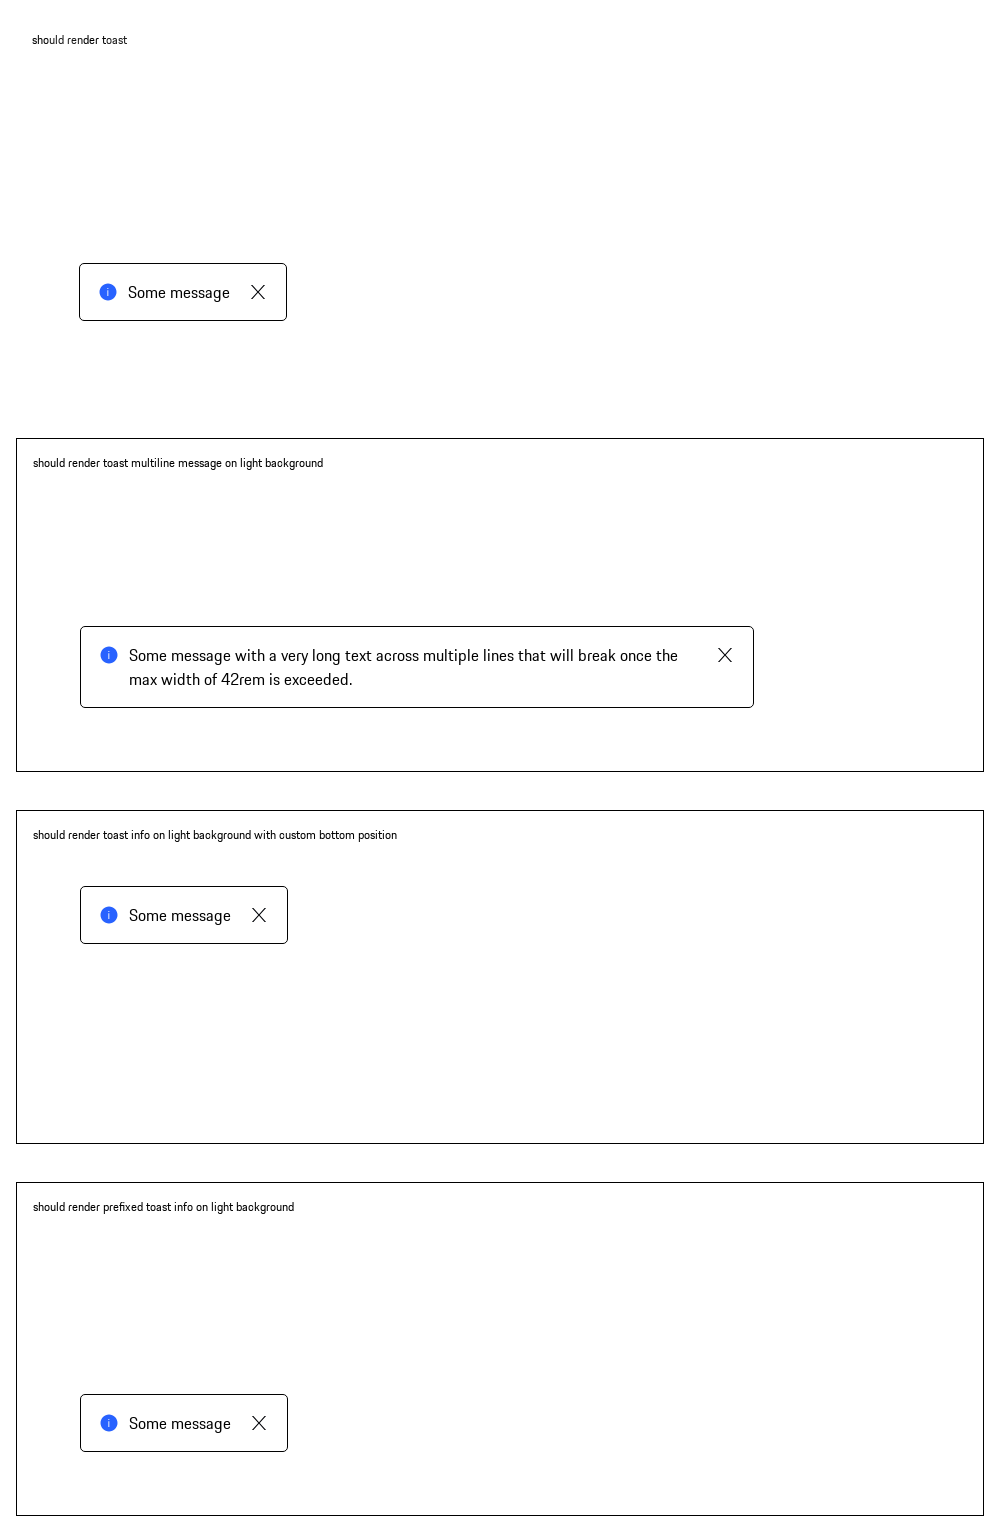 should render toast
Some message
should render toast multiline message on light background
Some message with a very long text across multiple lines that will break once the
max width of 42rem is exceeded.
should render toast info on light background with custom bottom position
Some message
should render prefixed toast info on light background
Some message